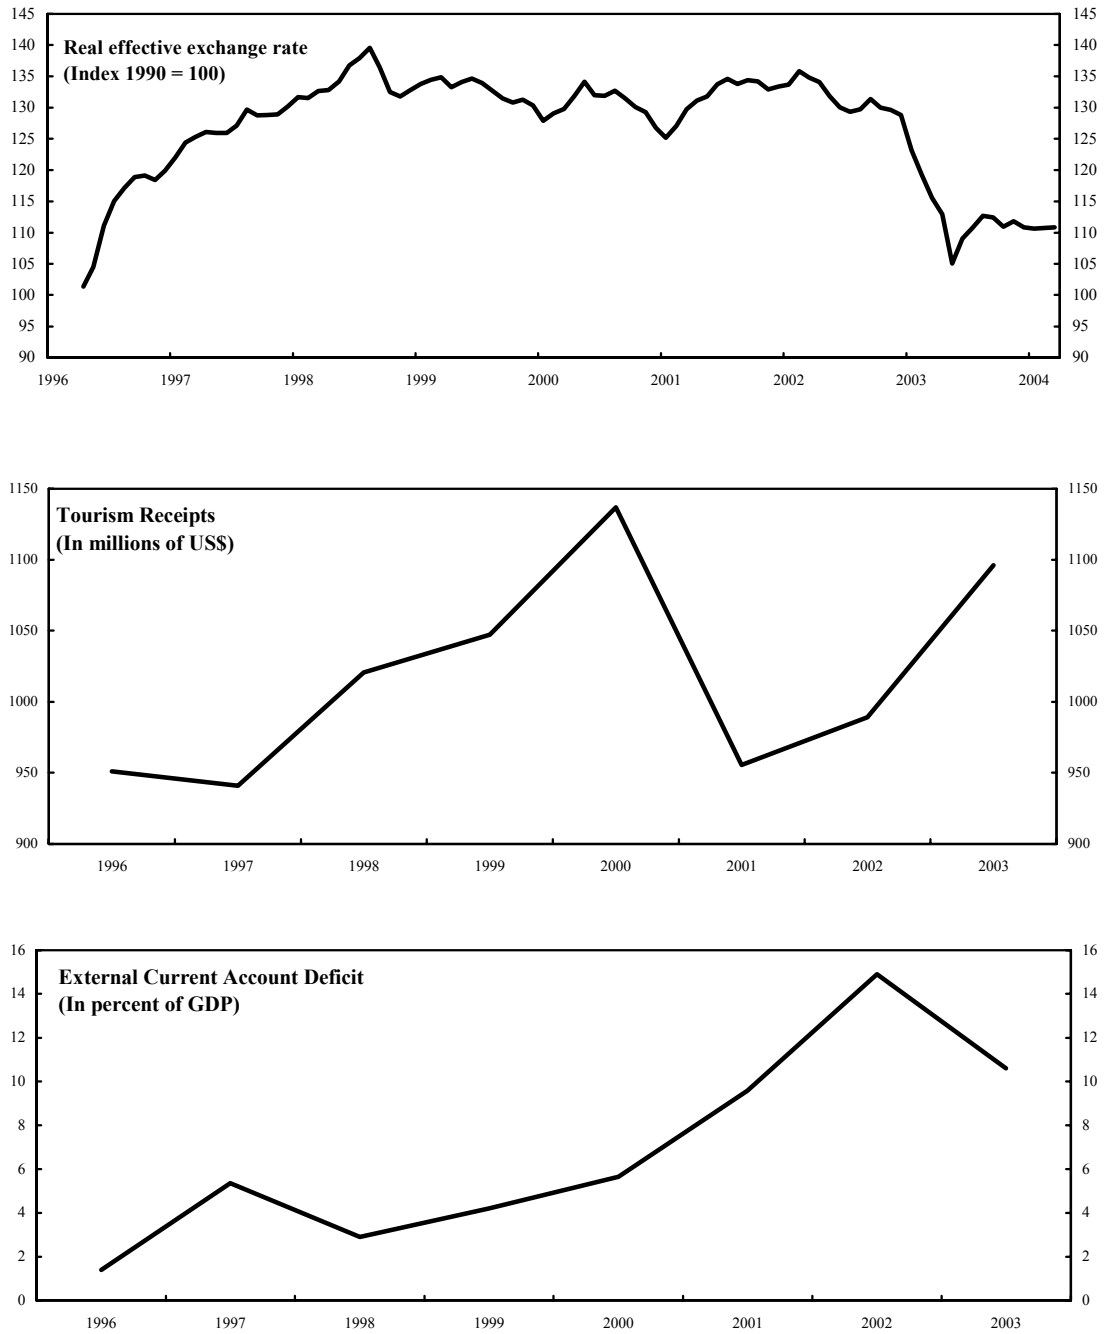 145 145
140 Real effective exchange rate 140
135 (Index 1990 = 100) 135
130 130
125 125
120 120
115 115
110 110
105 105
100 100
95 95
90 90
1996 1997 1998 1999 2000 2001 2002 2003 2004
1150 1150
Tourism Receipts
(In millions of US$)
1100 1100
1050 1050
1000 1000
950 950
900 900
1996 1997 1998 1999 2000 2001 2002 2003
16 16
External Current Account Deficit
14 (In percent of GDP) 14
12 12
10 10
8 8
6 6
4 4
2 2
0 0
1996 1997 1998 1999 2000 2001 2002 2003